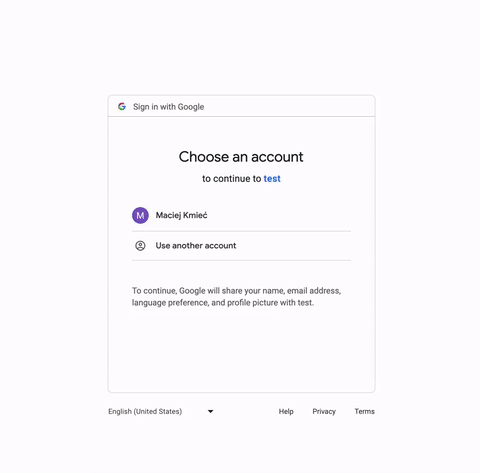 Sign in with Google
Choose an account
to continue to test
M Maciej Kmieć
Use another account
To continue, Google will share your name, email address,
language preference, and profile picture with test.
English (United States) Help Privacy Terms